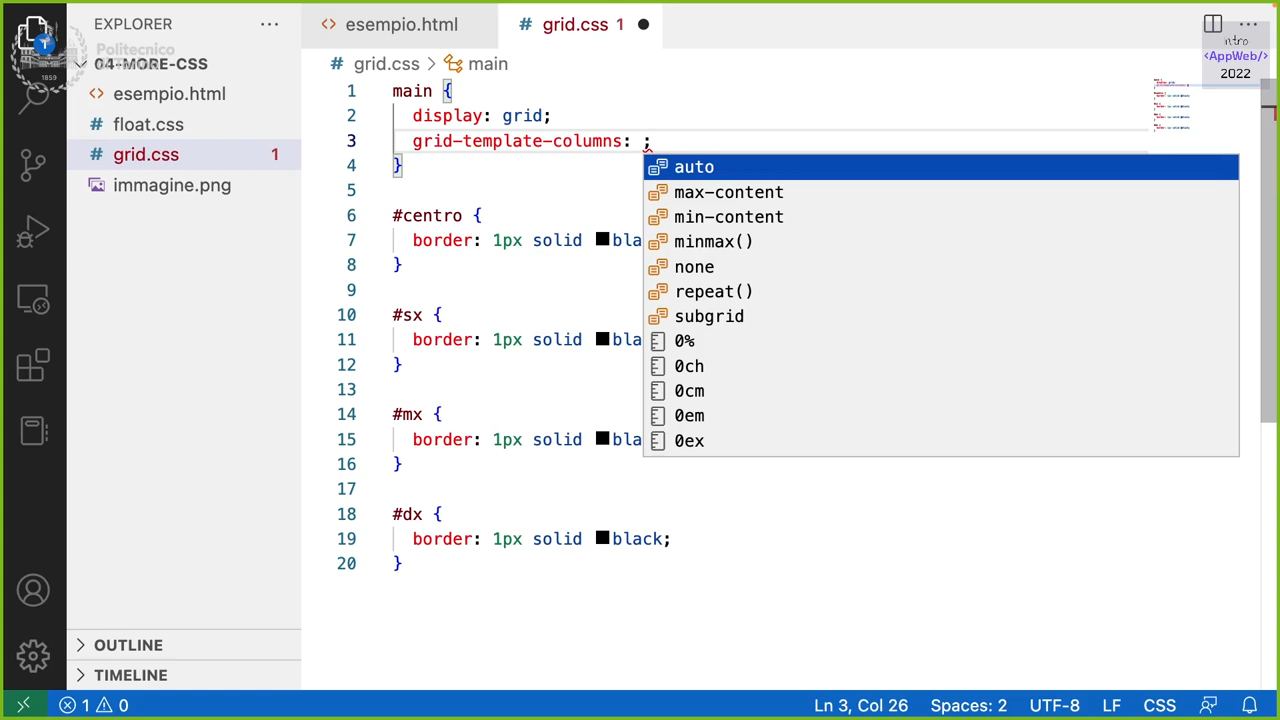 EXPLORER
esempio.html
# grid.css 1
ntro
<AppWeb/>
2022
Politecnico
1859
04-MORE-CSS
# grid.css > main
esempio.html
# float.css
# grid.css 1
immagine.png
1 main {
2 display: grid;
3 grid-template-columns: ;
4 }
5
6 #centro {
7 border: 1px solid bla
8 }
9
10 #sx {
11 border: 1px solid bla
12 }
13
14 #mx {
15 border: 1px solid bla
16 }
17
18 #dx {
19 border: 1px solid black;
20 }
auto
max-content
min-content
minmax()
none
repeat()
subgrid
0%
0ch
0cm
0em
0ex
OUTLINE
TIMELINE
1 0
Ln 3, Col 26
Spaces: 2
UTF-8
LF
CSS